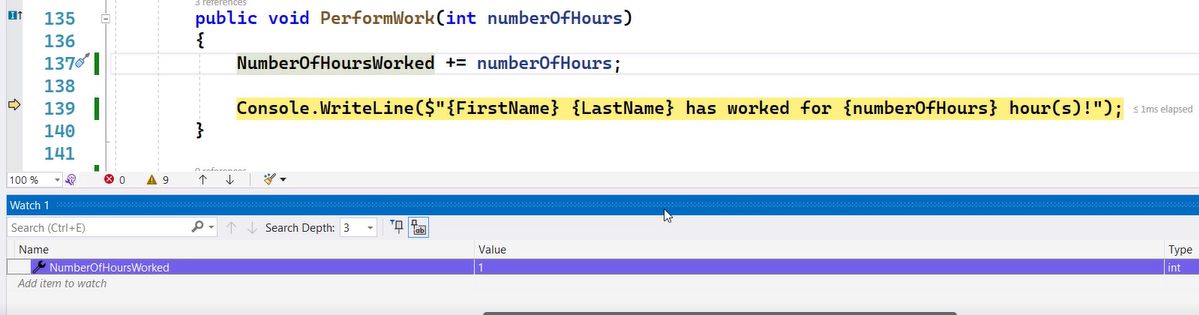 3 references
135 public void PerformWork(int numberOfHours)
136 {
137 NumberOfHoursWorked += numberOfHours;
138
139 Console.WriteLine($"{FirstName} {LastName} has worked for {numberOfHours} hour(s)!"); ≤ 1ms elapsed
140 }
141
0 references
100 % 0 9
Watch 1
Search (Ctrl+E) Search Depth: 3
Name Value Type
NumberOfHoursWorked 1 int
Add item to watch